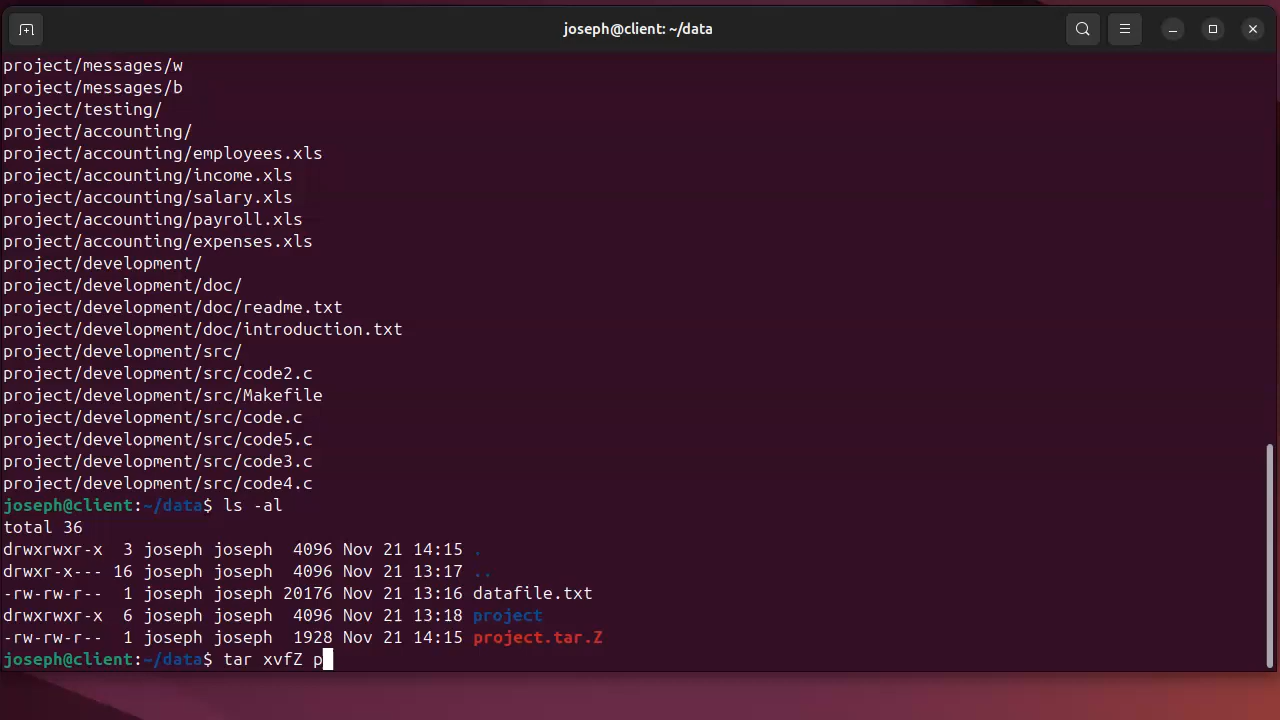 joseph@client: ~/data
project/messages/w
project/messages/b
project/testing/
project/accounting/
project/accounting/employees.xls
project/accounting/income.xls
project/accounting/salary.xls
project/accounting/payroll.xls
project/accounting/expenses.xls
project/development/
project/development/doc/
project/development/doc/readme.txt
project/development/doc/introduction.txt
project/development/src/
project/development/src/code2.c
project/development/src/Makefile
project/development/src/code.c
project/development/src/code5.c
project/development/src/code3.c
project/development/src/code4.c
joseph@client:~/data$ ls -al
total 36
drwxrwxr-x  3 joseph joseph  4096 Nov 21 14:15 .
drwxr-x--- 16 joseph joseph  4096 Nov 21 13:17 ..
-rw-rw-r--  1 joseph joseph 20176 Nov 21 13:16 datafile.txt
drwxrwxr-x  6 joseph joseph  4096 Nov 21 13:18 project
-rw-rw-r--  1 joseph joseph  1928 Nov 21 14:15 project.tar.Z
joseph@client:~/data$ tar xvfZ p